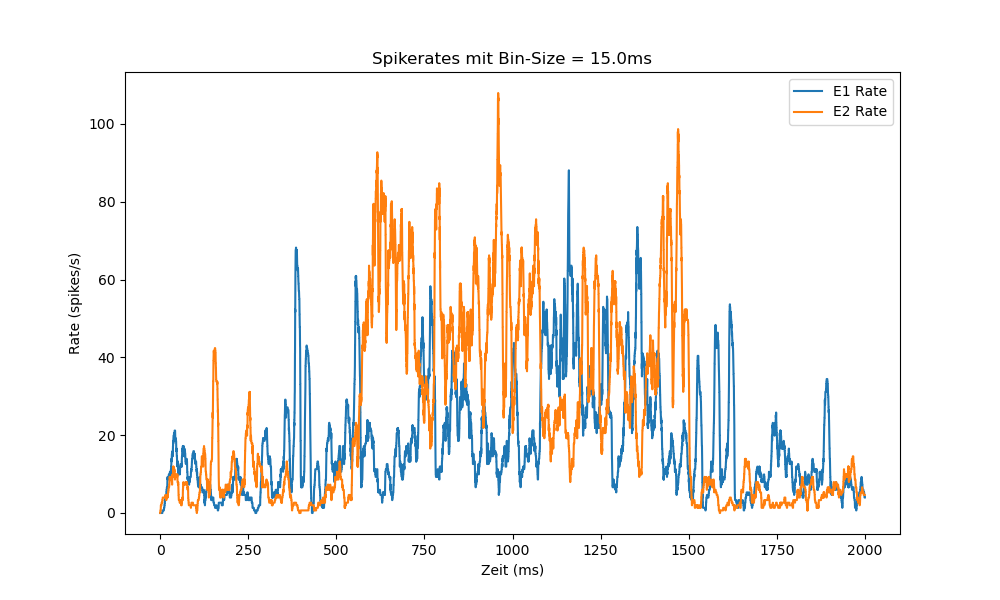 Spikerates mit Bin-Size = 15.0ms
E1 Rate
E2 Rate
Rate (spikes/s)
100
80
60
40
20
0
0 250 500 750 1000 1250 1500 1750 2000
Zeit (ms)